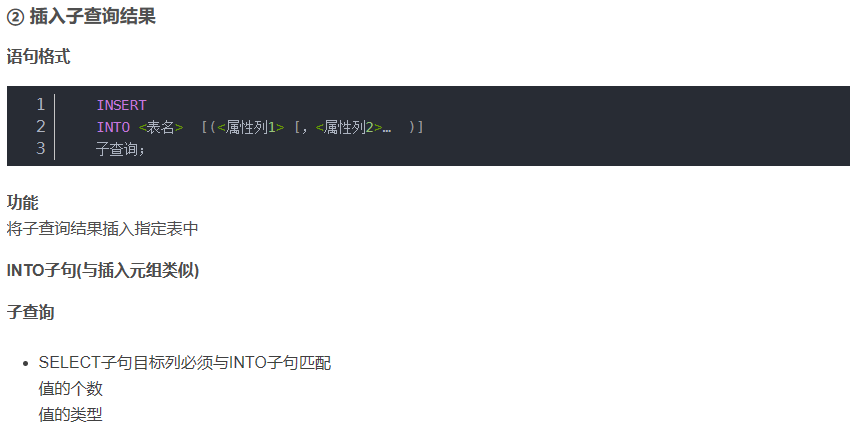 ② 插入子查询结果
语句格式
1 INSERT
2 INTO <表名> [(<属性列1> [，<属性列2>… )]
3 子查询；
功能
将子查询结果插入指定表中
INTO子句(与插入元组类似)
子查询
• SELECT子句目标列必须与INTO子句匹配
值的个数
值的类型